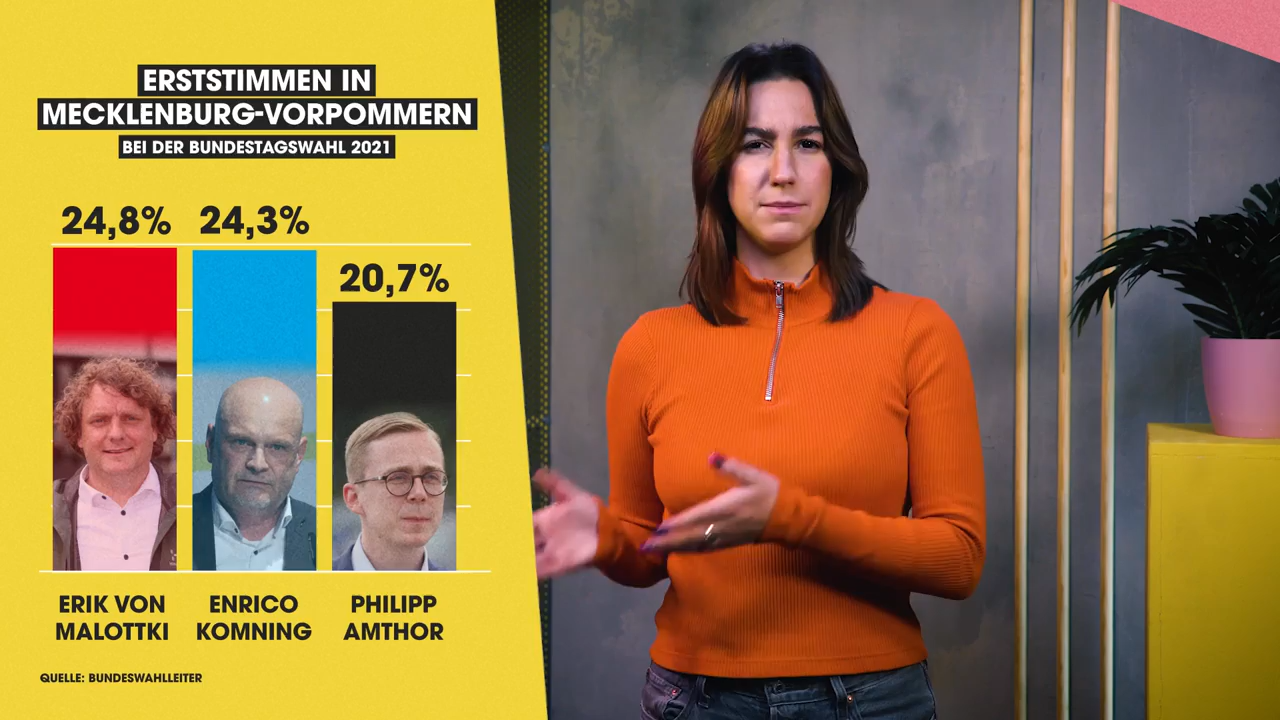 ERSTSTIMMEN IN
MECKLENBURG-VORPOMMERN
BEI DER BUNDESTAGSWAHL 2021
24,8% 24,3%
20,7%
ERIK VON
MALOTTKI
ENRICO
KOMNING
PHILIPP
AMTHOR
QUELLE: BUNDESWAHLLEITER